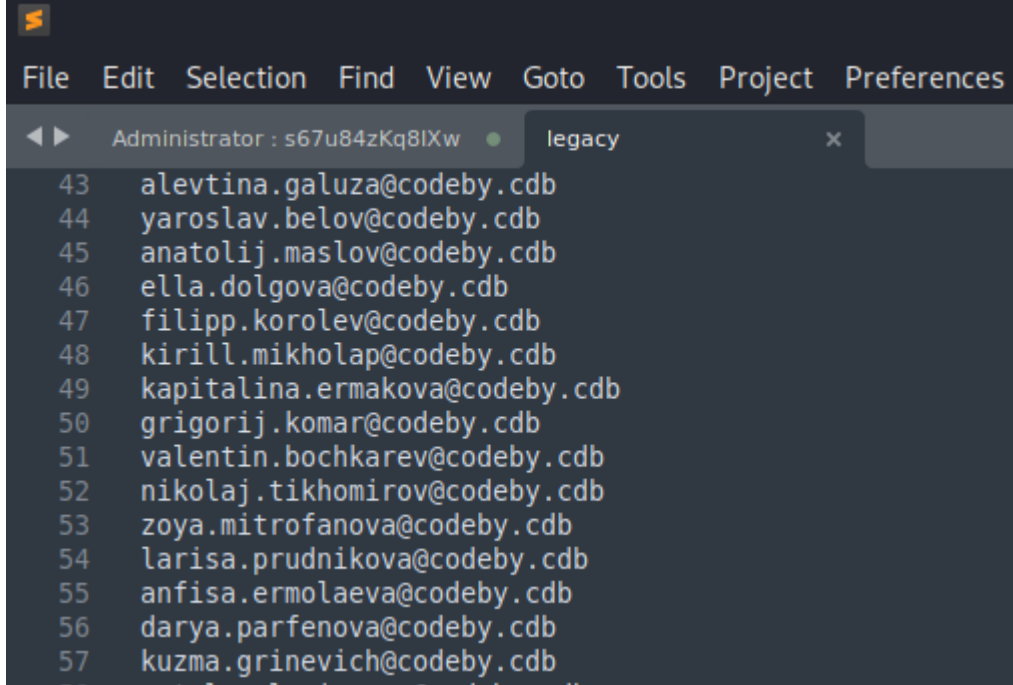 File Edit Selection Find View Goto Tools Project Preferences
Administrator : s67u84zKq8IXw legacy
43 alevtina.galuza@codeby.cdb
44 yaroslav.belov@codeby.cdb
45 anatolij.maslov@codeby.cdb
46 ella.dolgova@codeby.cdb
47 filipp.korolev@codeby.cdb
48 kirill.mikholap@codeby.cdb
49 kapitalina.ermakova@codeby.cdb
50 grigorij.komar@codeby.cdb
51 valentin.bochkarev@codeby.cdb
52 nikolaj.tikhomirov@codeby.cdb
53 zoya.mitrofanova@codeby.cdb
54 larisa.prudnikova@codeby.cdb
55 anfisa.ermolaeva@codeby.cdb
56 darya.parfenova@codeby.cdb
57 kuzma.grinevich@codeby.cdb